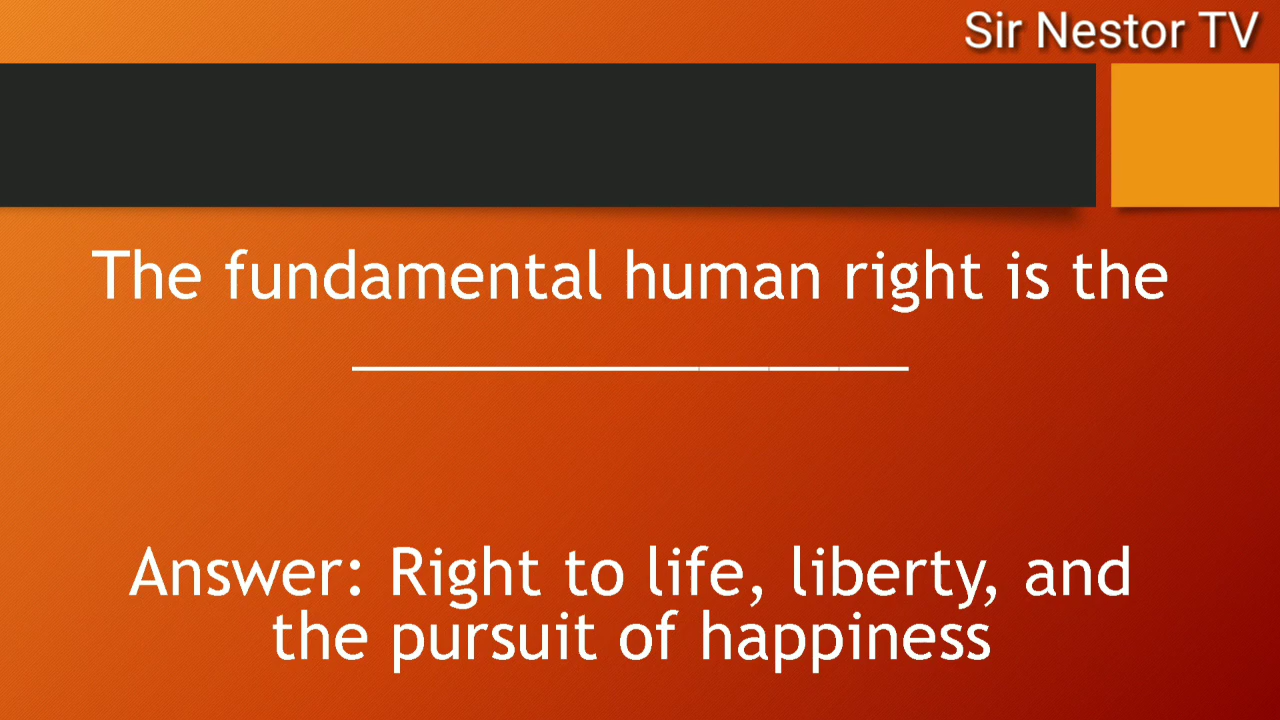 Sir Nestor TV
The fundamental human right is the
________________
Answer: Right to life, liberty, and
the pursuit of happiness